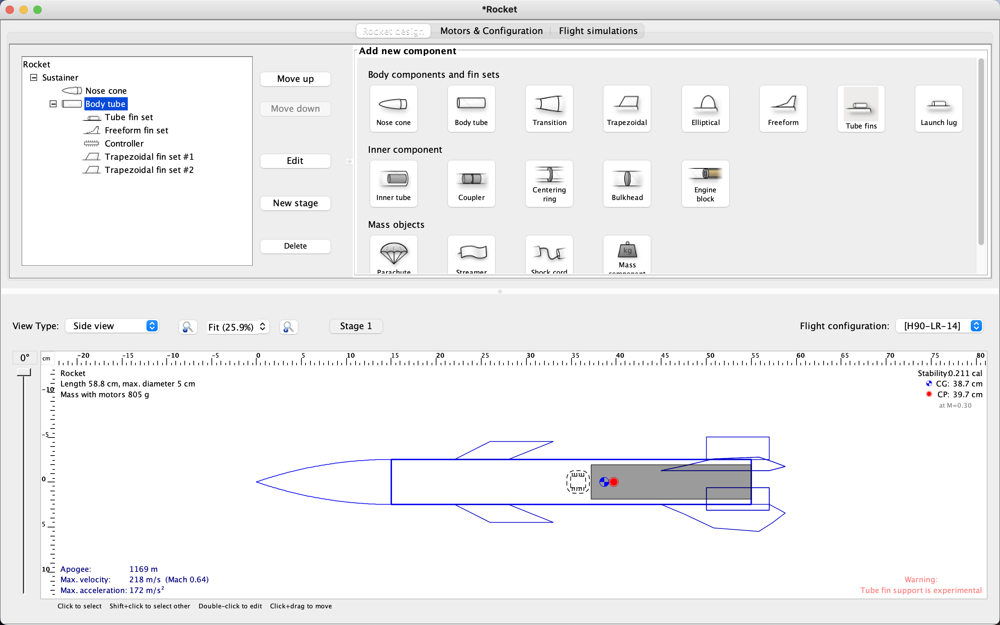 *Rocket
Rocket design Motors & Configuration Flight simulations
Rocket
Sustainer
Nose cone
Body tube
Tube fin set
Freeform fin set
Controller
Trapezoidal fin set #1
Trapezoidal fin set #2
Move up
Move down
Edit
New stage
Delete
Add new component
Body components and fin sets
Nose cone Body tube Transition Trapezoidal Elliptical Freeform Tube fins Launch lug
Inner component
Inner tube Coupler Centering ring Bulkhead Engine block
Mass objects
kg
Parachute Streamer Shock cord Mass component
View Type: Side view Fit (25.9%) Stage 1 Flight configuration: [H90-LR-14]
0°
cm -20 -15 -10 -5 0 5 10 15 20 25 30 35 40 45 50 55 60 65 70 75 80
-10
-5
0
5
10
Rocket
Length 58.8 cm, max. diameter 5 cm
Mass with motors 805 g
Stability:0.211 cal
CG: 38.7 cm
CP: 39.7 cm
at M=0.30
Apogee: 1169 m
Max. velocity: 218 m/s (Mach 0.64)
Max. acceleration: 172 m/s²
Warning:
Tube fin support is experimental
Click to select Shift+click to select other Double-click to edit Click+drag to move